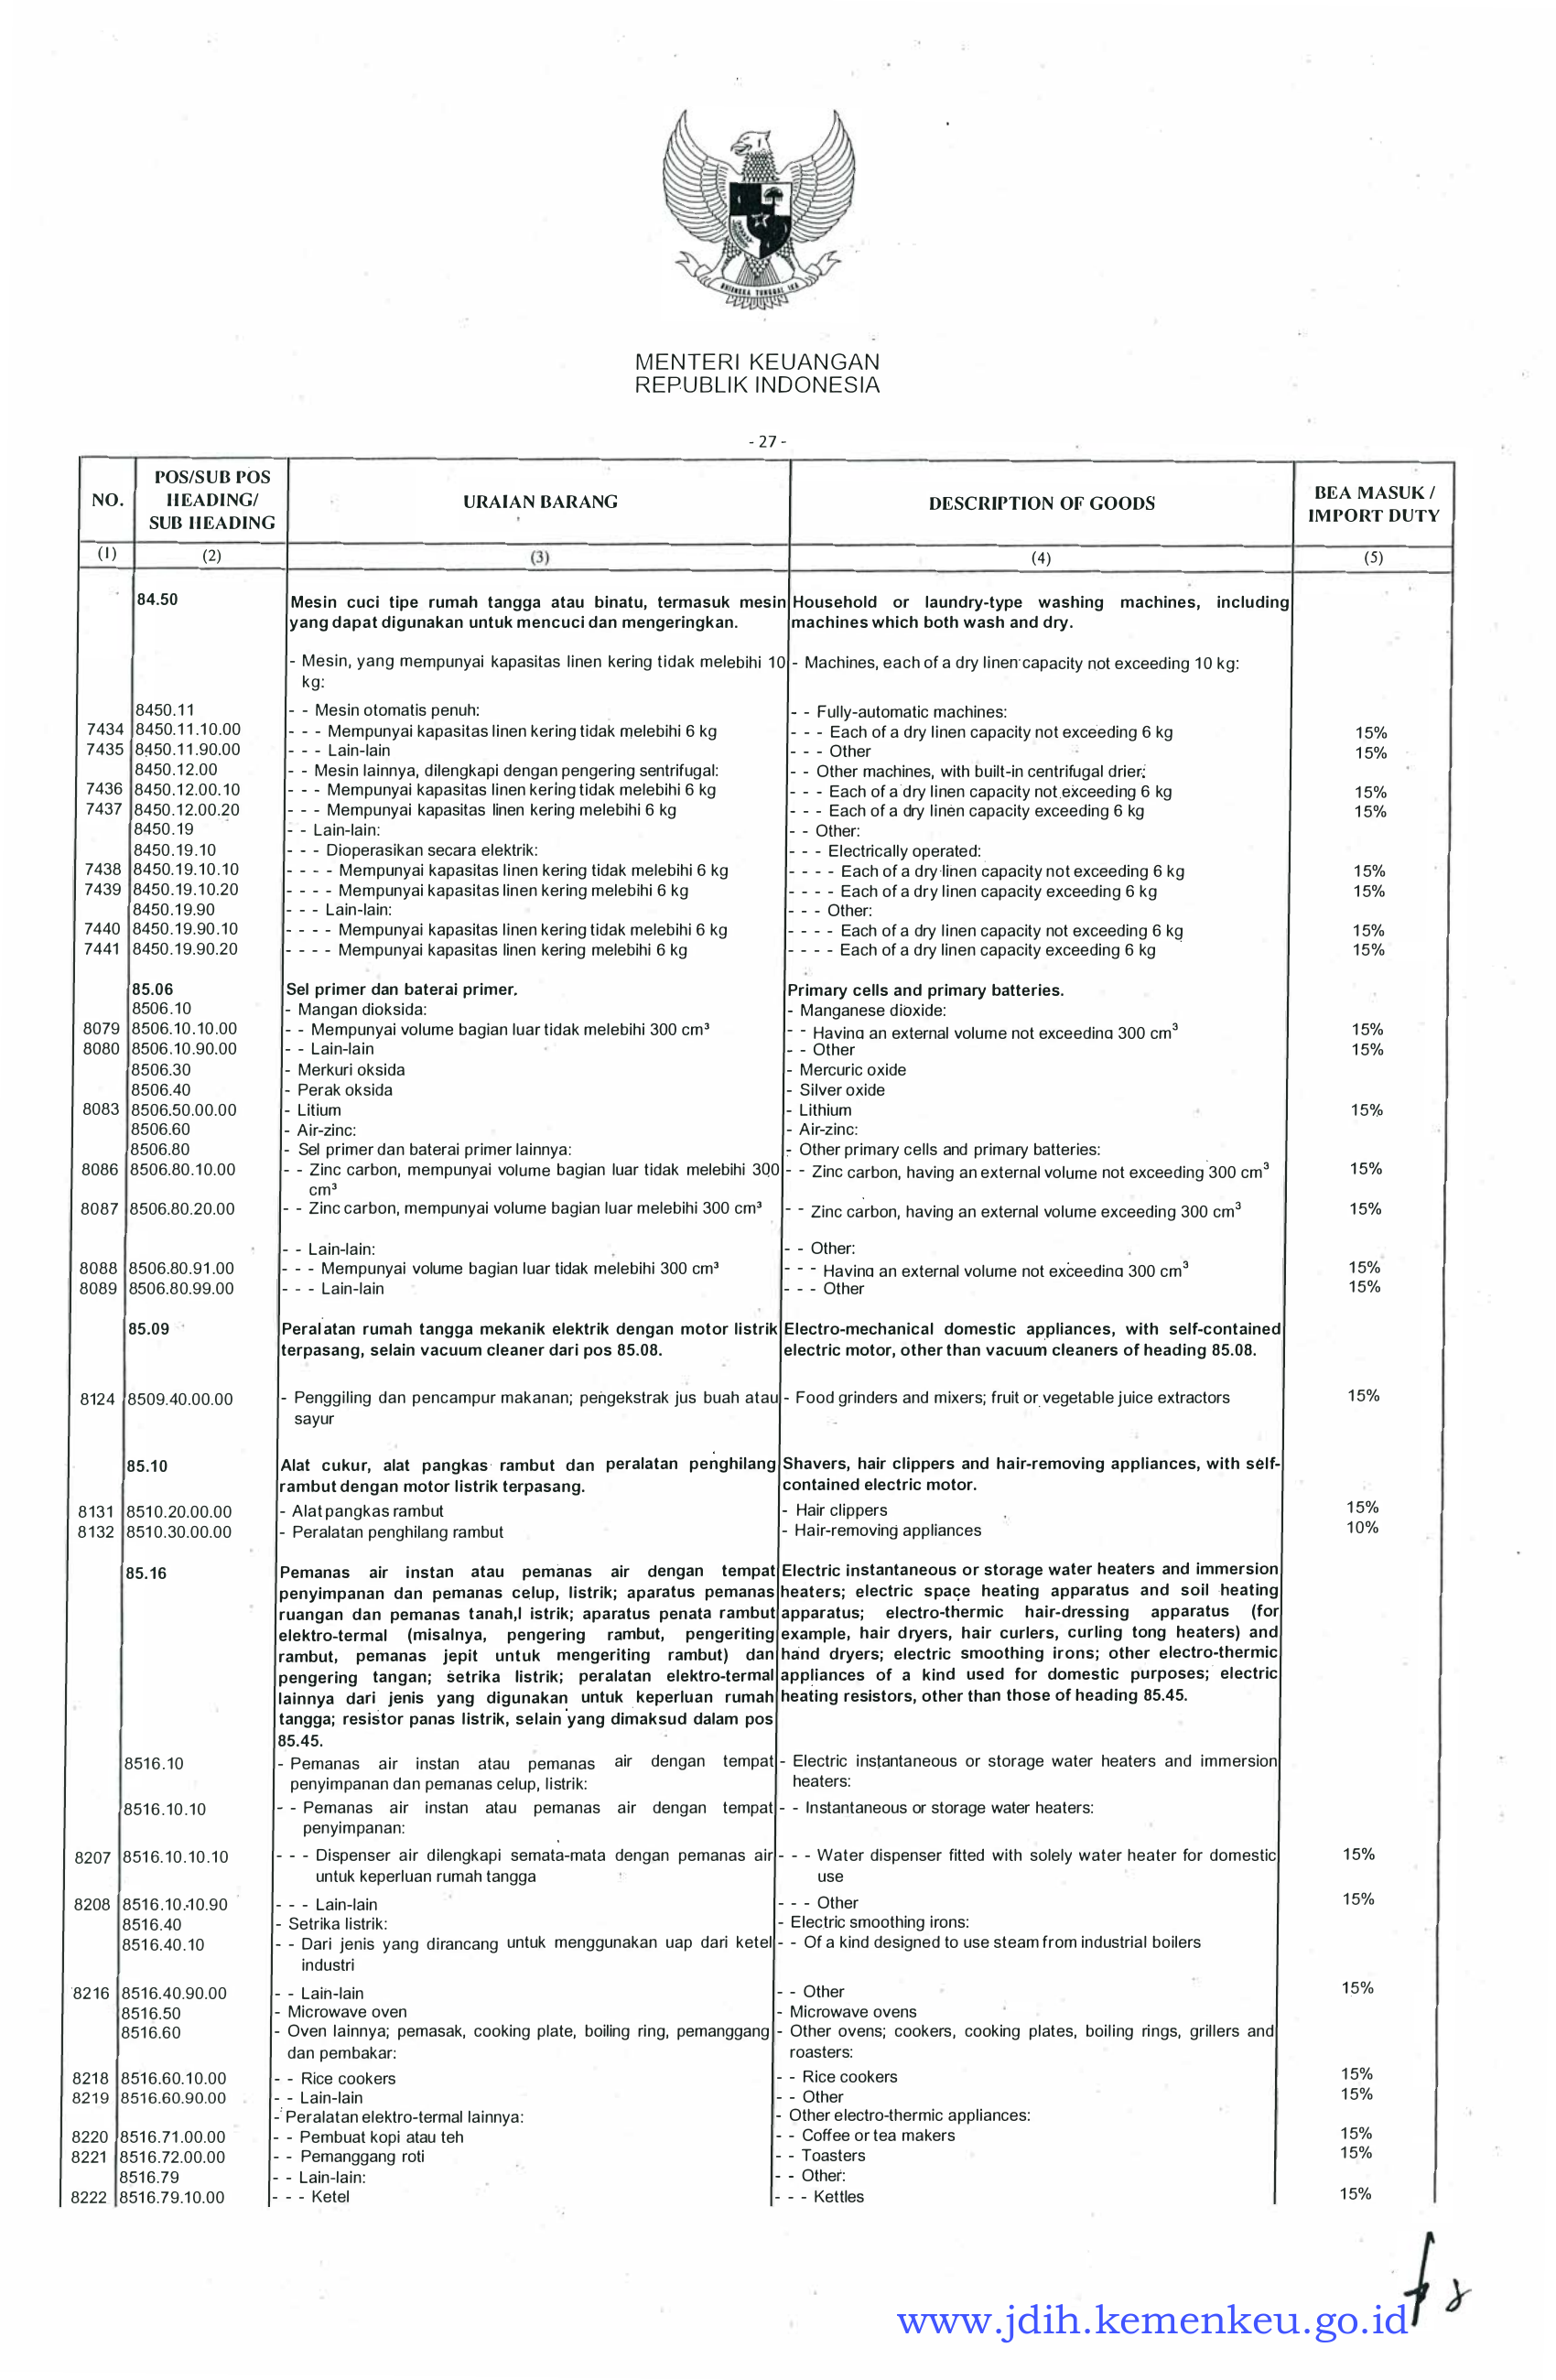 BHINNEKA TUNGGAL IKA
MENTERI KEUANGAN
REPUBLIK INDONESIA
- 27 -
NO. POS/SUB POS HEADING/ SUB HEADING URAIAN BARANG DESCRIPTION OF GOODS BEA MASUK / IMPORT DUTY
(1) (2) (3) (4) (5)
84.50 Mesin cuci tipe rumah tangga atau binatu, termasuk mesin Household or laundry-type washing machines, including
yang dapat digunakan untuk mencuci dan mengeringkan. machines which both wash and dry.
- Mesin, yang mempunyai kapasitas linen kering tidak melebihi 10 - Machines, each of a dry linen capacity not exceeding 10 kg:
kg:
8450.11 - - Mesin otomatis penuh: - - Fully-automatic machines:
7434 8450.11.10.00 - - - Mempunyai kapasitas linen kering tidak melebihi 6 kg - - - Each of a dry linen capacity not exceeding 6 kg 15%
7435 8450.11.90.00 - - - Lain-lain - - - Other 15%
8450.12.00 - - Mesin lainnya, dilengkapi dengan pengering sentrifugal: - - Other machines, with built-in centrifugal drier:
7436 8450.12.00.10 - - - Mempunyai kapasitas linen kering tidak melebihi 6 kg - - - Each of a dry linen capacity not exceeding 6 kg 15%
7437 8450.12.00.20 - - - Mempunyai kapasitas linen kering melebihi 6 kg - - - Each of a dry linen capacity exceeding 6 kg 15%
8450.19 - - Lain-lain: - - Other:
8450.19.10 - - - Dioperasikan secara elektrik: - - - Electrically operated:
7438 8450.19.10.10 - - - - Mempunyai kapasitas linen kering tidak melebihi 6 kg - - - - Each of a dry linen capacity not exceeding 6 kg 15%
7439 8450.19.10.20 - - - - Mempunyai kapasitas linen kering melebihi 6 kg - - - - Each of a dry linen capacity exceeding 6 kg 15%
8450.19.90 - - - Lain-lain: - - - Other:
7440 8450.19.90.10 - - - - Mempunyai kapasitas linen kering tidak melebihi 6 kg - - - - Each of a dry linen capacity not exceeding 6 kg 15%
7441 8450.19.90.20 - - - - Mempunyai kapasitas linen kering melebihi 6 kg - - - - Each of a dry linen capacity exceeding 6 kg 15%
85.06 Sel primer dan baterai primer. Primary cells and primary batteries.
8506.10 - Mangan dioksida: - Manganese dioxide:
8079 8506.10.10.00 - - Mempunyai volume bagian luar tidak melebihi 300 cm³ - - Having an external volume not exceeding 300 cm³ 15%
8080 8506.10.90.00 - - Lain-lain - - Other 15%
8506.30 - Merkuri oksida - Mercuric oxide
8506.40 - Perak oksida - Silver oxide
8083 8506.50.00.00 - Litium - Lithium 15%
8506.60 - Air-zinc: - Air-zinc:
8506.80 - Sel primer dan baterai primer lainnya: - Other primary cells and primary batteries:
8086 8506.80.10.00 - - Zinc carbon, mempunyai volume bagian luar tidak melebihi 300 - - Zinc carbon, having an external volume not exceeding 300 cm³ 15%
cm³
8087 8506.80.20.00 - - Zinc carbon, mempunyai volume bagian luar melebihi 300 cm³ - - Zinc carbon, having an external volume exceeding 300 cm³ 15%
- - Lain-lain: - - Other:
8088 8506.80.91.00 - - - Mempunyai volume bagian luar tidak melebihi 300 cm³ - - - Having an external volume not exceeding 300 cm³ 15%
8089 8506.80.99.00 - - - Lain-lain - - - Other 15%
85.09 Peralatan rumah tangga mekanik elektrik dengan motor listrik Electro-mechanical domestic appliances, with self-contained
terpasang, selain vacuum cleaner dari pos 85.08. electric motor, other than vacuum cleaners of heading 85.08.
8124 8509.40.00.00 - Penggiling dan pencampur makanan; pengekstrak jus buah atau - Food grinders and mixers; fruit or vegetable juice extractors 15%
sayur
85.10 Alat cukur, alat pangkas rambut dan peralatan penghilang Shavers, hair clippers and hair-removing appliances, with self-
rambut dengan motor listrik terpasang. contained electric motor.
8131 8510.20.00.00 - Alat pangkas rambut - Hair clippers 15%
8132 8510.30.00.00 - Peralatan penghilang rambut - Hair-removing appliances 10%
85.16 Pemanas air instan atau pemanas air dengan tempat Electric instantaneous or storage water heaters and immersion
penyimpanan dan pemanas celup, listrik; aparatus pemanas heaters; electric space heating apparatus and soil heating
ruangan dan pemanas tanah,l istrik; aparatus penata rambut apparatus; electro-thermic hair-dressing apparatus (for
elektro-termal (misalnya, pengering rambut, pengeriting example, hair dryers, hair curlers, curling tong heaters) and
rambut, pemanas jepit untuk mengeriting rambut) dan hand dryers; electric smoothing irons; other electro-thermic
pengering tangan; setrika listrik; peralatan elektro-termal appliances of a kind used for domestic purposes; electric
lainnya dari jenis yang digunakan untuk keperluan rumah heating resistors, other than those of heading 85.45.
tangga; resistor panas listrik, selain yang dimaksud dalam pos
85.45.
8516.10 - Pemanas air instan atau pemanas air dengan tempat - Electric instantaneous or storage water heaters and immersion
penyimpanan dan pemanas celup, listrik: heaters:
8516.10.10 - - Pemanas air instan atau pemanas air dengan tempat - - Instantaneous or storage water heaters:
penyimpanan:
8207 8516.10.10.10 - - - Dispenser air dilengkapi semata-mata dengan pemanas air - - - Water dispenser fitted with solely water heater for domestic 15%
untuk keperluan rumah tangga use
8208 8516.10.10.90 - - - Lain-lain - - - Other 15%
8516.40 - Setrika listrik: - Electric smoothing irons:
8516.40.10 - - Dari jenis yang dirancang untuk menggunakan uap dari ketel - - Of a kind designed to use steam from industrial boilers
industri
8216 8516.40.90.00 - - Lain-lain - - Other 15%
8516.50 - Microwave oven - Microwave ovens
8516.60 - Oven lainnya; pemasak, cooking plate, boiling ring, pemanggang - Other ovens; cookers, cooking plates, boiling rings, grillers and
dan pembakar: roasters:
8218 8516.60.10.00 - - Rice cookers - - Rice cookers 15%
8219 8516.60.90.00 - - Lain-lain - - Other 15%
- Peralatan elektro-termal lainnya: - Other electro-thermic appliances:
8220 8516.71.00.00 - - Pembuat kopi atau teh - - Coffee or tea makers 15%
8221 8516.72.00.00 - - Pemanggang roti - - Toasters 15%
8516.79 - - Lain-lain: - - Other:
8222 8516.79.10.00 - - - Ketel - - - Kettles 15%
www.jdih.kemenkeu.go.id